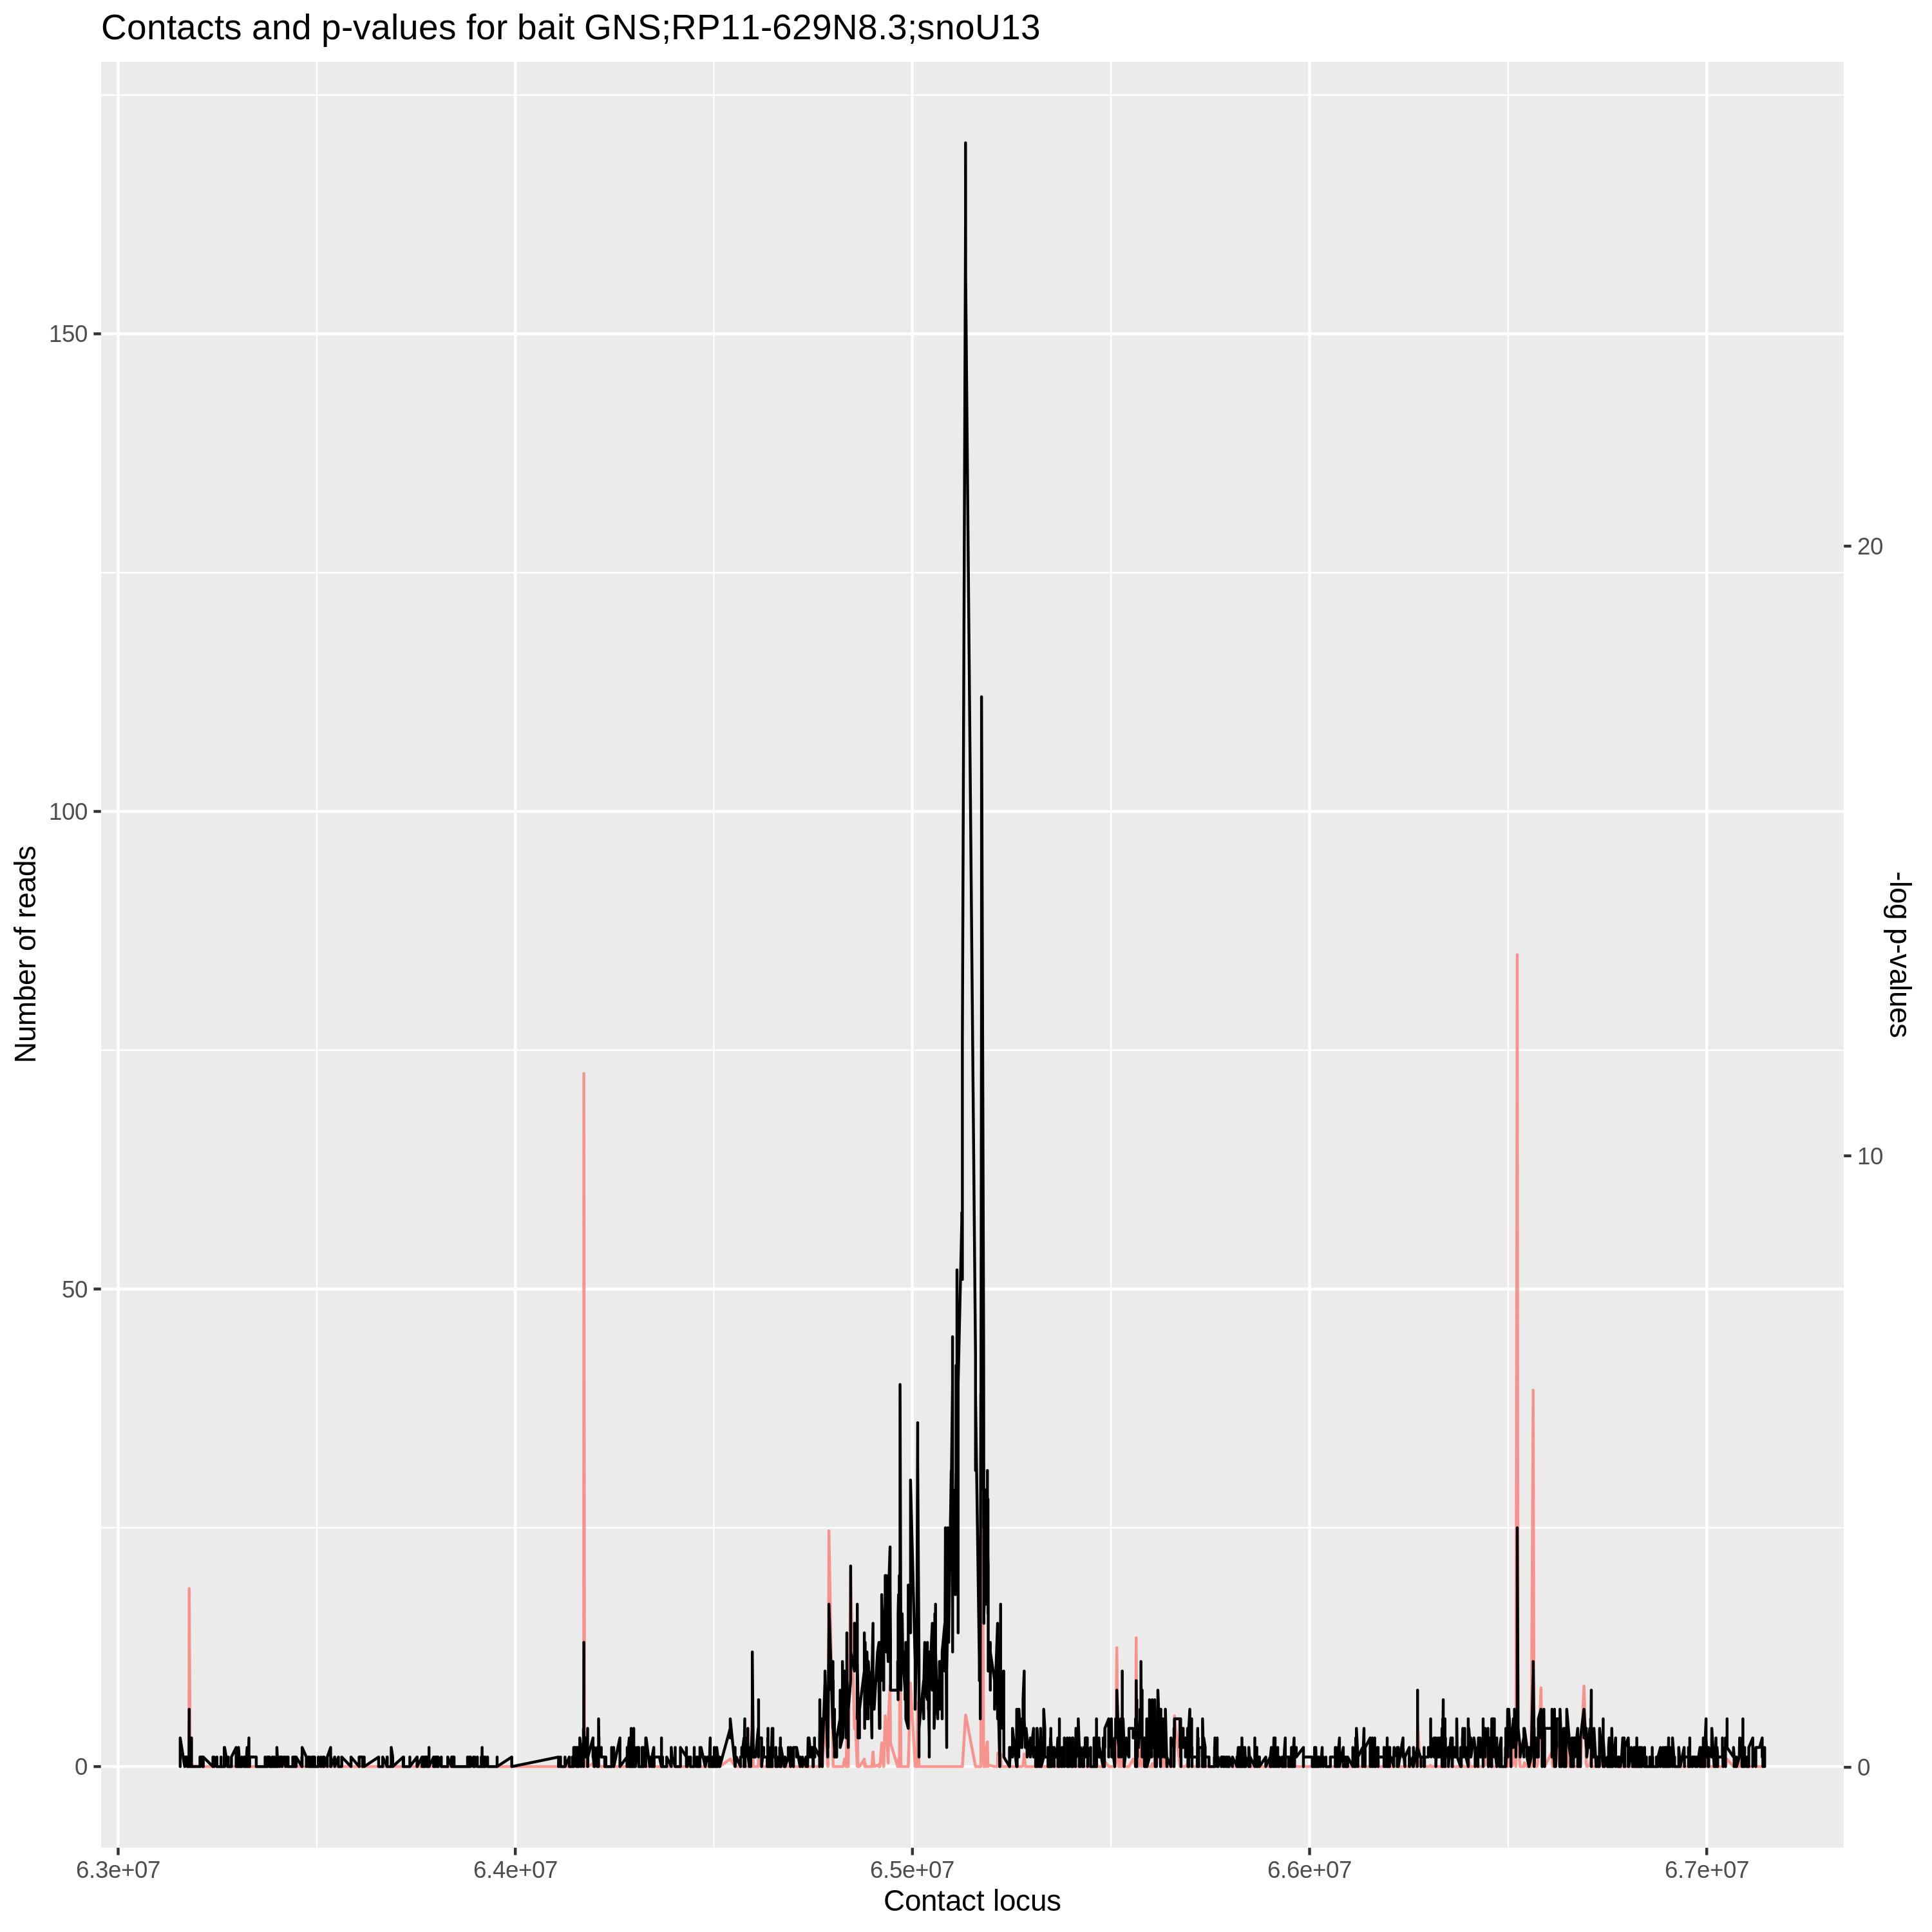 Contacts and p-values for bait GNS;RP11-629N8.3;snoU13
150
100
50
0
Number of reads
20
10
0
-log p-values
6.3e+07 6.4e+07 6.5e+07 6.6e+07 6.7e+07
Contact locus